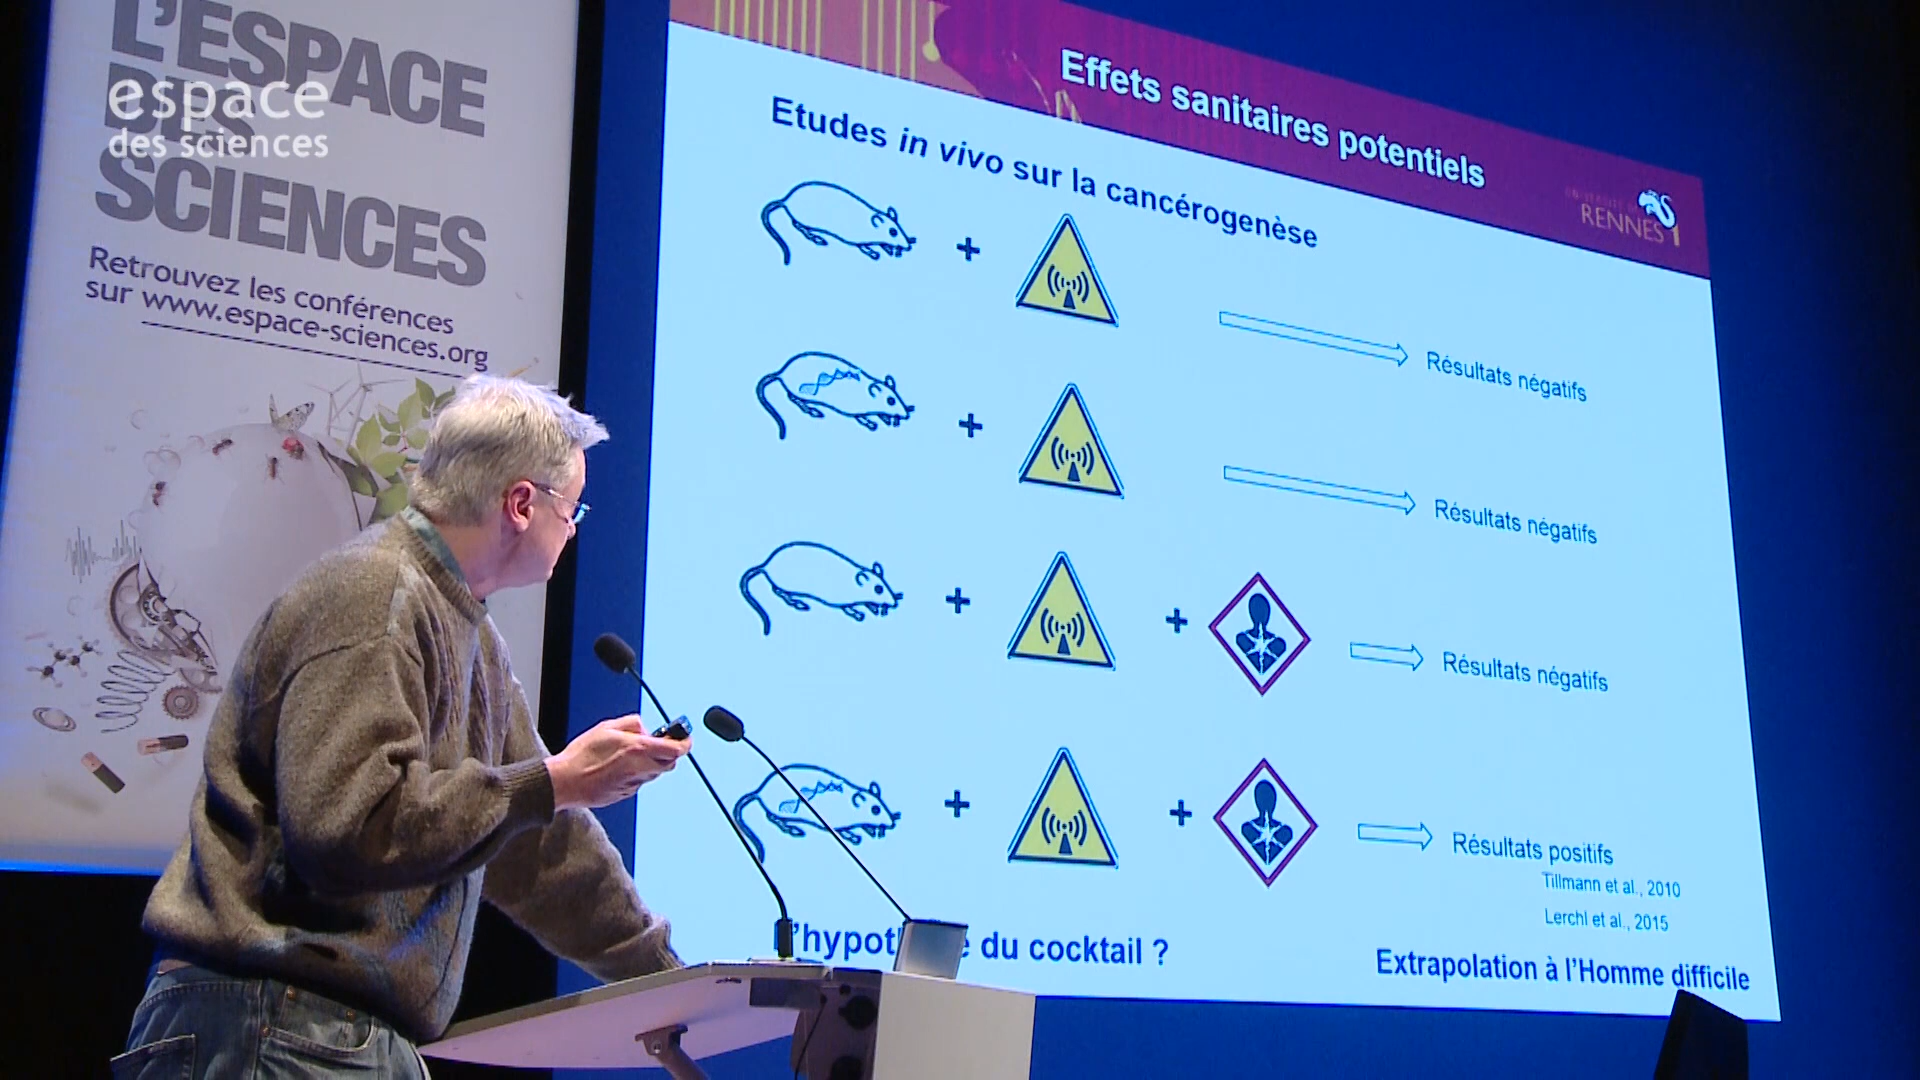 L'ESPACE
DES
SCIENCES
espace
des sciences
Retrouvez les conférences
sur www.espace-sciences.org
Effets sanitaires potentiels
RENNES 1
Etudes in vivo sur la cancérogenèse
+
Résultats négatifs
+
Résultats négatifs
+ +
Résultats négatifs
+ +
Résultats positifs
Tillmann et al., 2010
Lerchl et al., 2015
du cocktail ?
Extrapolation à l'Homme difficile